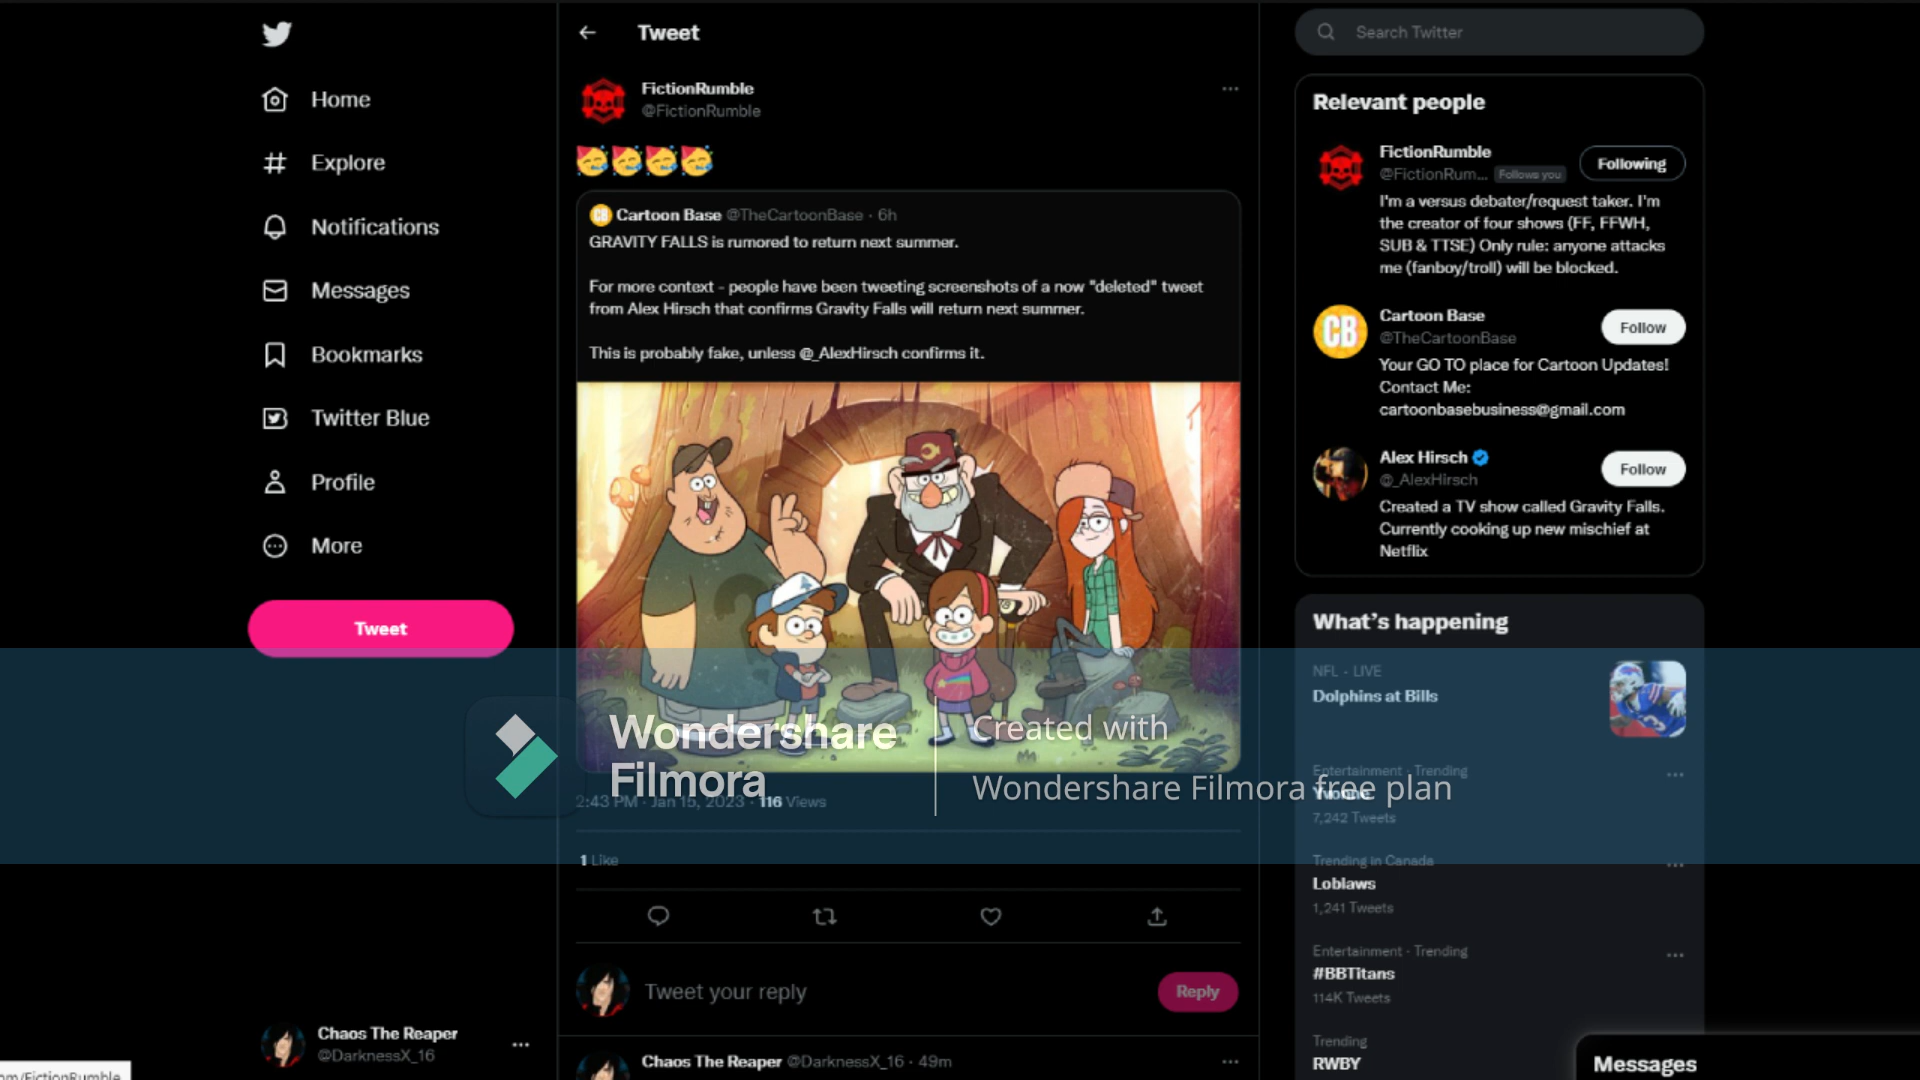 Tweet
Search Twitter
Home
Explore
Notifications
Messages
Bookmarks
Twitter Blue
Profile
More
Tweet
Chaos The Reaper
@DarknessX_16
FictionRumble
@FictionRumble
CB Cartoon Base @TheCartoonBase · 6h
GRAVITY FALLS is rumored to return next summer.
For more context - people have been tweeting screenshots of a now "deleted" tweet
from Alex Hirsch that confirms Gravity Falls will return next summer.
This is probably fake, unless @_AlexHirsch confirms it.
Wondershare
Filmora
Created with
Wondershare Filmora free plan
2:43 PM · Jan 15, 2023 · 116 Views
1 Like
Tweet your reply
Reply
Chaos The Reaper @DarknessX_16 · 49m
Relevant people
FictionRumble
@FictionRum... Follows you
Following
I'm a versus debater/request taker. I'm
the creator of four shows (FF, FFWH,
SUB & TTSE) Only rule: anyone attacks
me (fanboy/troll) will be blocked.
CB
Cartoon Base
@TheCartoonBase
Follow
Your GO TO place for Cartoon Updates!
Contact Me:
cartoonbasebusiness@gmail.com
Alex Hirsch
@_AlexHirsch
Follow
Created a TV show called Gravity Falls.
Currently cooking up new mischief at
Netflix
What's happening
NFL · LIVE
Dolphins at Bills
Entertainment · Trending
Yvonne
7,242 Tweets
Trending in Canada
Loblaws
1,241 Tweets
Entertainment · Trending
#BBTitans
114K Tweets
Trending
RWBY
Messages